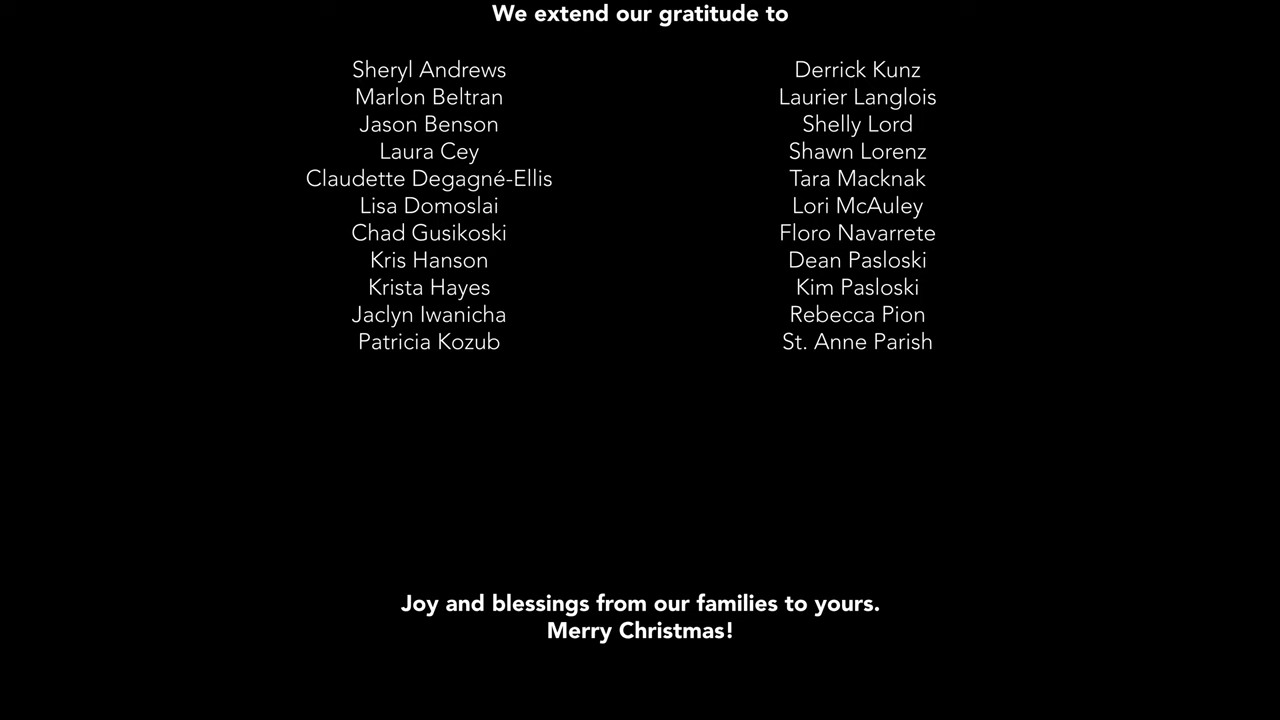 We extend our gratitude to
Sheryl Andrews
Marlon Beltran
Jason Benson
Laura Cey
Claudette Degagné-Ellis
Lisa Domoslai
Chad Gusikoski
Kris Hanson
Krista Hayes
Jaclyn Iwanicha
Patricia Kozub
Derrick Kunz
Laurier Langlois
Shelly Lord
Shawn Lorenz
Tara Macknak
Lori McAuley
Floro Navarrete
Dean Pasloski
Kim Pasloski
Rebecca Pion
St. Anne Parish
Joy and blessings from our families to yours.
Merry Christmas!